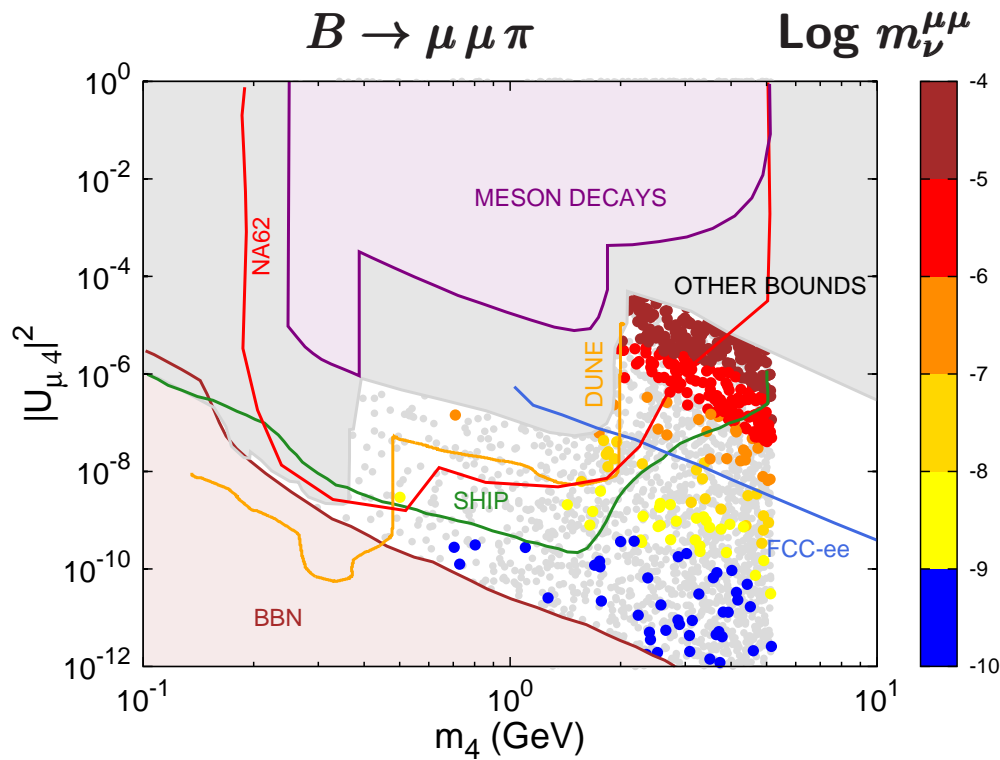 B → μ μ π
Log m_ν^{μμ}
10^0
10^-2
10^-4
10^-6
10^-8
10^-10
10^-12
|U_{μ 4}|^2
10^-1
10^0
10^1
m_4 (GeV)
NA62
MESON DECAYS
OTHER BOUNDS
DUNE
SHIP
FCC-ee
BBN
-4
-5
-6
-7
-8
-9
-10